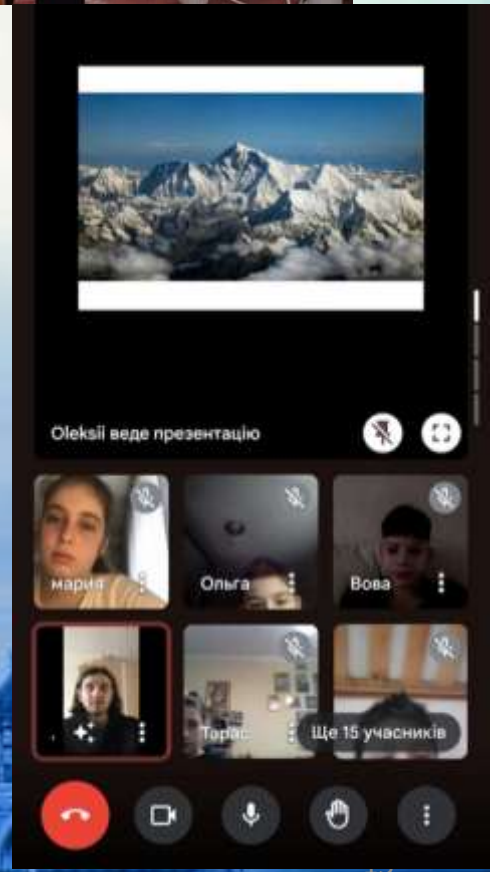 Oleksii веде презентацію
мария
Ольга
Вова
Тарас
Ще 15 учасників